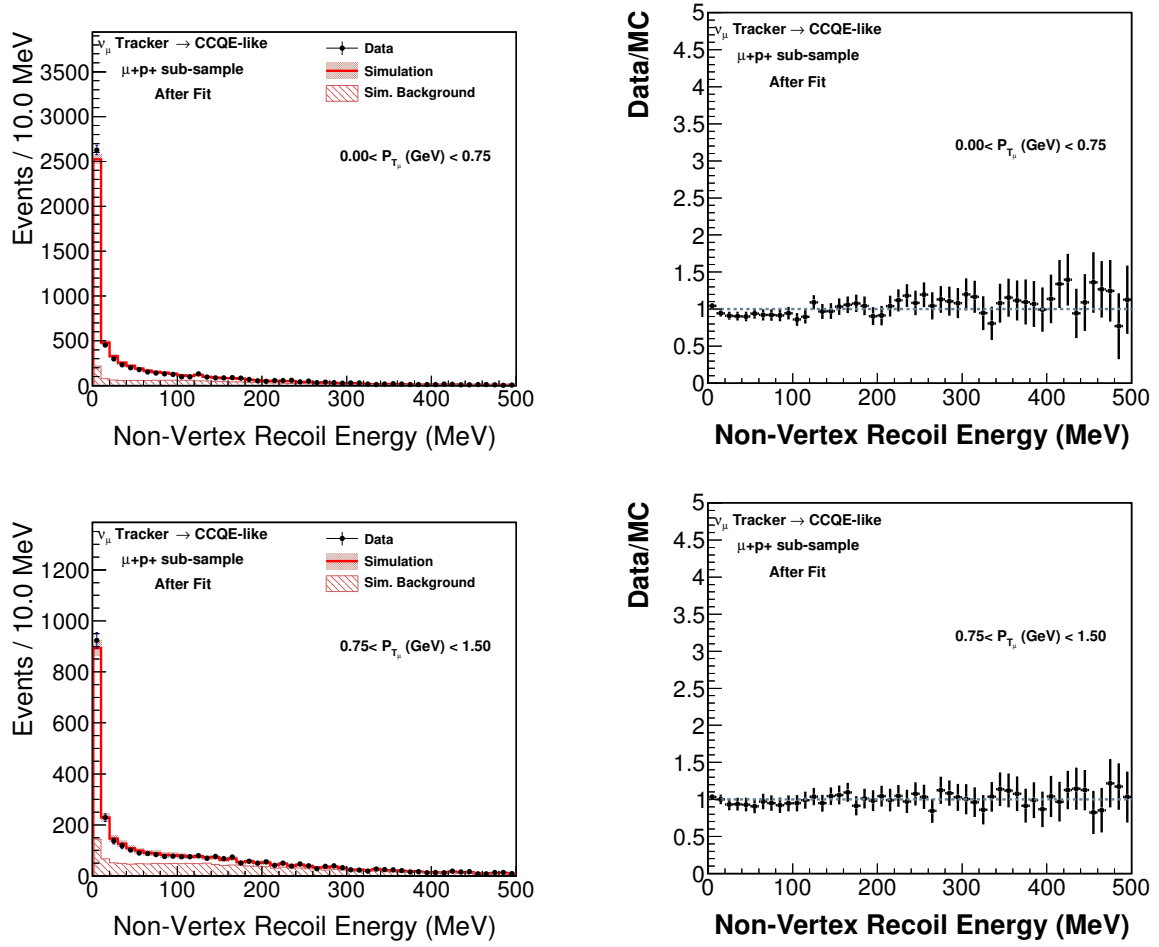 ν_μ Tracker → CCQE-like
μ+p+ sub-sample
After Fit
Data
Simulation
Sim. Background
0.00< P_Tμ (GeV) < 0.75
Events / 10.0 MeV
3500
3000
2500
2000
1500
1000
500
0
0 100 200 300 400 500
Non-Vertex Recoil Energy (MeV)
ν_μ Tracker → CCQE-like
μ+p+ sub-sample
After Fit
0.00< P_Tμ (GeV) < 0.75
Data/MC
5
4.5
4
3.5
3
2.5
2
1.5
1
0.5
0
0 100 200 300 400 500
Non-Vertex Recoil Energy (MeV)
ν_μ Tracker → CCQE-like
μ+p+ sub-sample
After Fit
Data
Simulation
Sim. Background
0.75< P_Tμ (GeV) < 1.50
Events / 10.0 MeV
1200
1000
800
600
400
200
0
0 100 200 300 400 500
Non-Vertex Recoil Energy (MeV)
ν_μ Tracker → CCQE-like
μ+p+ sub-sample
After Fit
0.75< P_Tμ (GeV) < 1.50
Data/MC
5
4.5
4
3.5
3
2.5
2
1.5
1
0.5
0
0 100 200 300 400 500
Non-Vertex Recoil Energy (MeV)